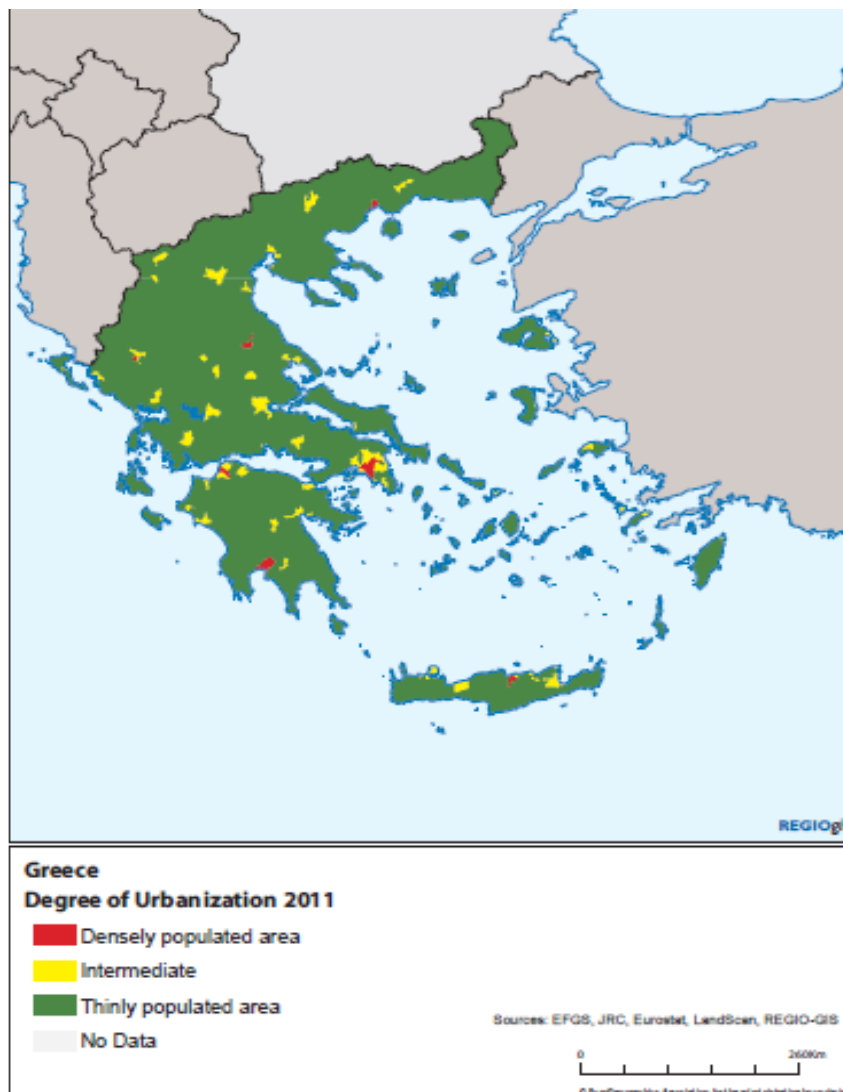 REGIOgi
Greece
Degree of Urbanization 2011
Densely populated area
Intermediate
Thinly populated area
No Data
Sources: EFGS, JRC, Eurostat, LandScan, REGIO-GIS
0 260Km